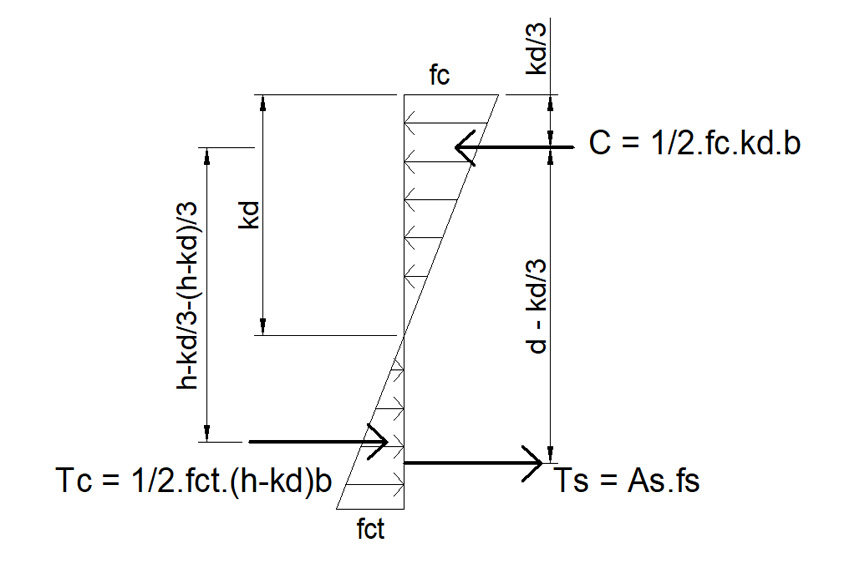 kd/3
fc
C = 1/2.fc.kd.b
kd
h-kd/3-(h-kd)/3
d - kd/3
Tc = 1/2.fct.(h-kd)b
Ts = As.fs
fct